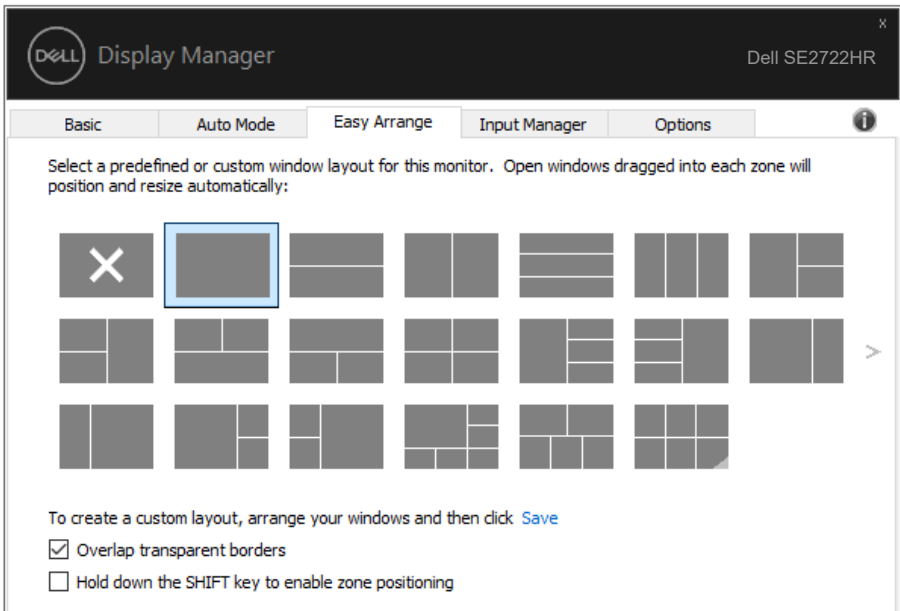 DELL Display Manager
x
Dell SE2722HR
Basic Auto Mode Easy Arrange Input Manager Options
Select a predefined or custom window layout for this monitor. Open windows dragged into each zone will
position and resize automatically:
>
To create a custom layout, arrange your windows and then click Save
Overlap transparent borders
Hold down the SHIFT key to enable zone positioning